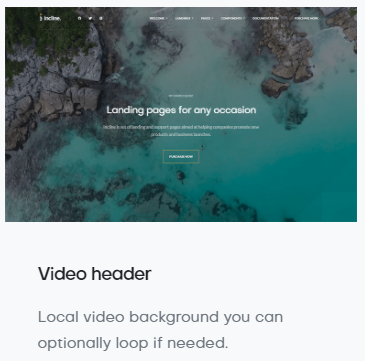 incline.
WELCOME LANDINGS PAGES COMPONENTS DOCUMENTATION PURCHASE NOW
Landing pages for any occasion
Incline is a set of landing and support pages aimed at helping companies promote new
products and business launches.
PURCHASE NOW
Video header
Local video background you can
optionally loop if needed.